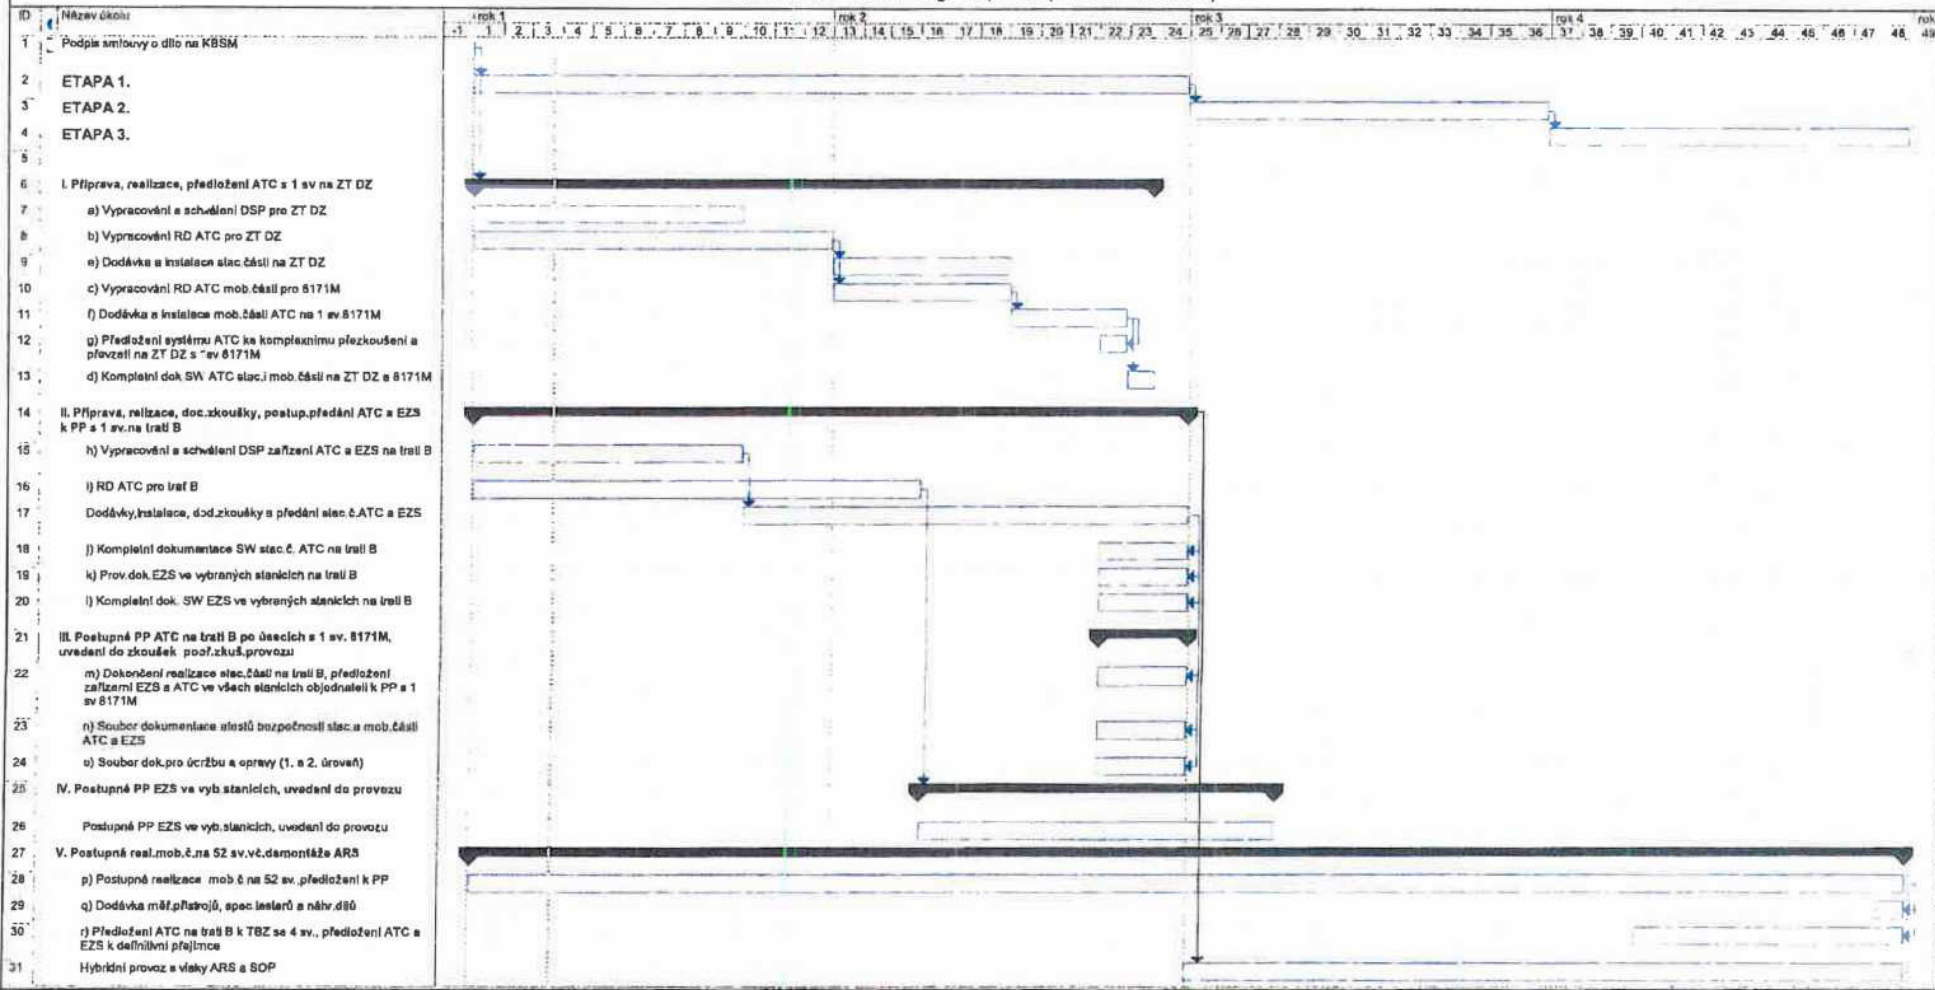 ID Název úkolu
rok 1 rok 2 rok 3 rok 4 rok
-1 1 2 3 4 5 6 7 8 9 10 11 12 13 14 15 16 17 18 19 20 21 22 23 24 25 26 27 28 29 30 31 32 33 34 35 36 37 38 39 40 41 42 43 44 45 46 47 48 49
1 Podpis smlouvy o dílo na KBSM
2 ETAPA 1.
3 ETAPA 2.
4 ETAPA 3.
5
6 I. Příprava, realizace, předložení ATC s 1 sv na ZT DZ
7 a) Vypracování a schválení DSP pro ZT DZ
8 b) Vypracování RD ATC pro ZT DZ
9 e) Dodávka a instalace stac.části na ZT DZ
10 c) Vypracování RD ATC mob.části pro 8171M
11 f) Dodávka a instalace mob.části ATC na 1 sv.8171M
12 g) Předložení systému ATC ke komplexnímu přezkoušení a
převzetí na ZT DZ s sv 8171M
13 d) Kompletní dok SW ATC stac.i mob.části na ZT DZ a 8171M
14 II. Příprava, relizace, doc.zkoušky, postup.předání ATC a EZS
k PP s 1 sv.na trati B
15 h) Vypracování a schválení DSP zařízení ATC a EZS na trati B
16 i) RD ATC pro trať B
17 Dodávky,instalace, dod.zkoušky a předání stac.č.ATC a EZS
18 j) Kompletní dokumentace SW stac.č. ATC na trati B
19 k) Prov.dok.EZS ve vybraných stanicích na trati B
20 l) Kompletní dok. SW EZS ve vybraných stanicích na trati B
21 III. Postupné PP ATC na trati B po úsecích s 1 sv. 8171M,
uvedení do zkoušek popř.zkuš.provozu
22 m) Dokončení realizace stac.části na trati B, předložení
zařízení EZS a ATC ve všech stanicích objednateli k PP s 1
sv 8171M
23 n) Soubor dokumentace atestů bezpečnosti stac.a mob.části
ATC a EZS
24 o) Soubor dok.pro údržbu a opravy (1. a 2. úroveň)
25 IV. Postupné PP EZS ve vyb.stanicích, uvedení do provozu
26 Postupné PP EZS ve vyb.stanicích, uvedení do provozu
27 V. Postupná real.mob.č.na 52 sv.vč.demontáže ARS
28 p) Postupná realizace mob.č na 52 sv.,předložení k PP
29 q) Dodávka měř.přístrojů, spec.testerů a náhr.dílů
30 r) Předložení ATC na trati B k TBZ se 4 sv., předložení ATC a
EZS k definitivní přejímce
31 Hybridní provoz s vlaky ARS a SOP